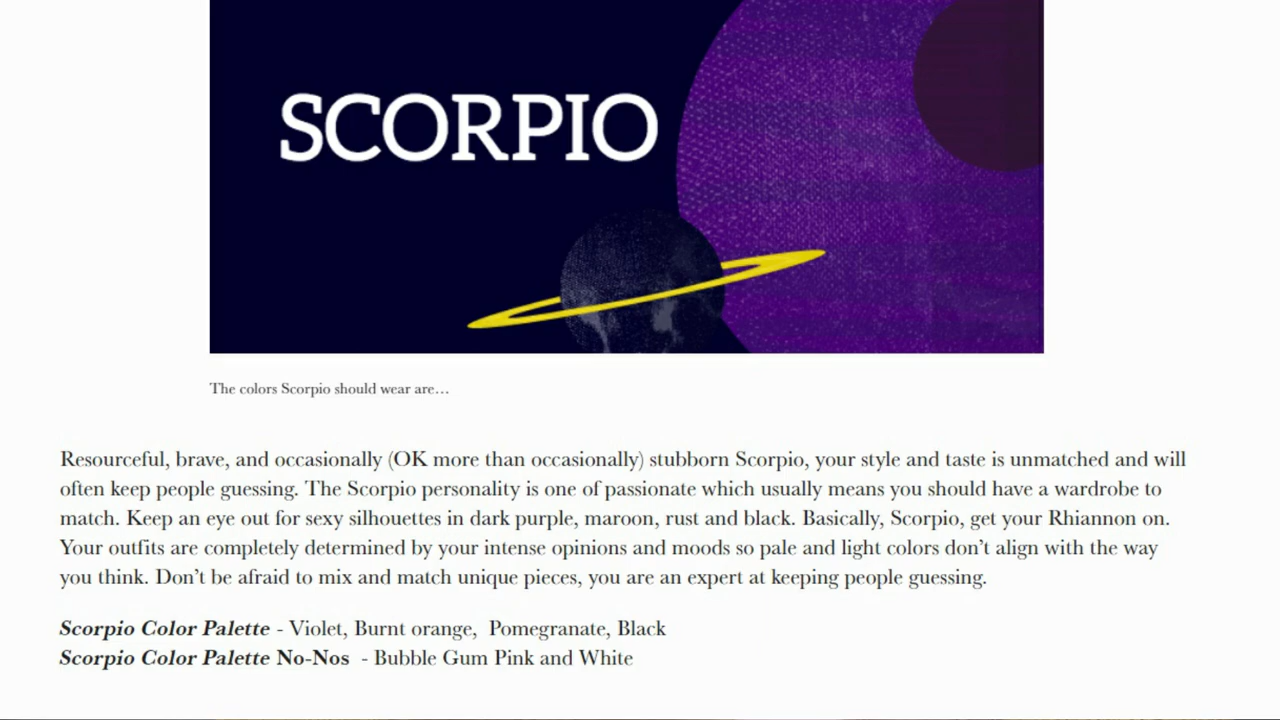 SCORPIO
The colors Scorpio should wear are…
Resourceful, brave, and occasionally (OK more than occasionally) stubborn Scorpio, your style and taste is unmatched and will
often keep people guessing. The Scorpio personality is one of passionate which usually means you should have a wardrobe to
match. Keep an eye out for sexy silhouettes in dark purple, maroon, rust and black. Basically, Scorpio, get your Rhiannon on.
Your outfits are completely determined by your intense opinions and moods so pale and light colors don’t align with the way
you think. Don’t be afraid to mix and match unique pieces, you are an expert at keeping people guessing.
Scorpio Color Palette - Violet, Burnt orange,  Pomegranate, Black
Scorpio Color Palette No-Nos  - Bubble Gum Pink and White